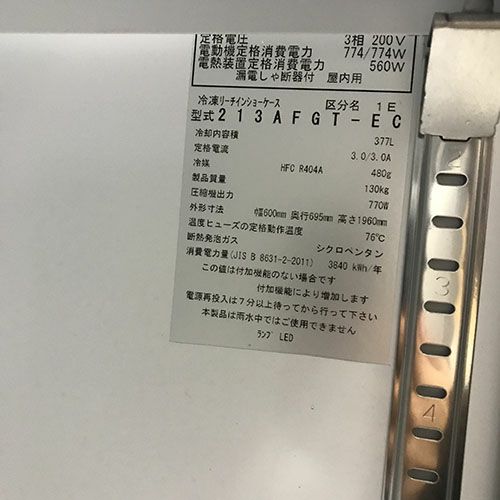 定格電圧 3相 200V
電動機定格消費電力 774/774W
電熱装置定格消費電力 560W
漏電しゃ断器付 屋内用
冷凍リーチインショーケース 区分名 1E
型式 213AFGT-EC
冷却内容積 377L
定格電流 3.0/3.0A
冷媒 HFC R404A 480g
製品質量 130kg
圧縮機出力 770W
外形寸法 幅600mm 奥行695mm 高さ1960mm
温度ヒューズの定格動作温度 76℃
断熱発泡ガス シクロペンタン
消費電力量(JIS B 8631-2-2011) 3840 kWh/年
この値は付加機能のない場合です
付加機能により増加します
電源再投入は7分以上待ってから行って下さい
本製品は雨水中ではご使用できません
ﾗﾝﾌﾟ LED
2
3
4